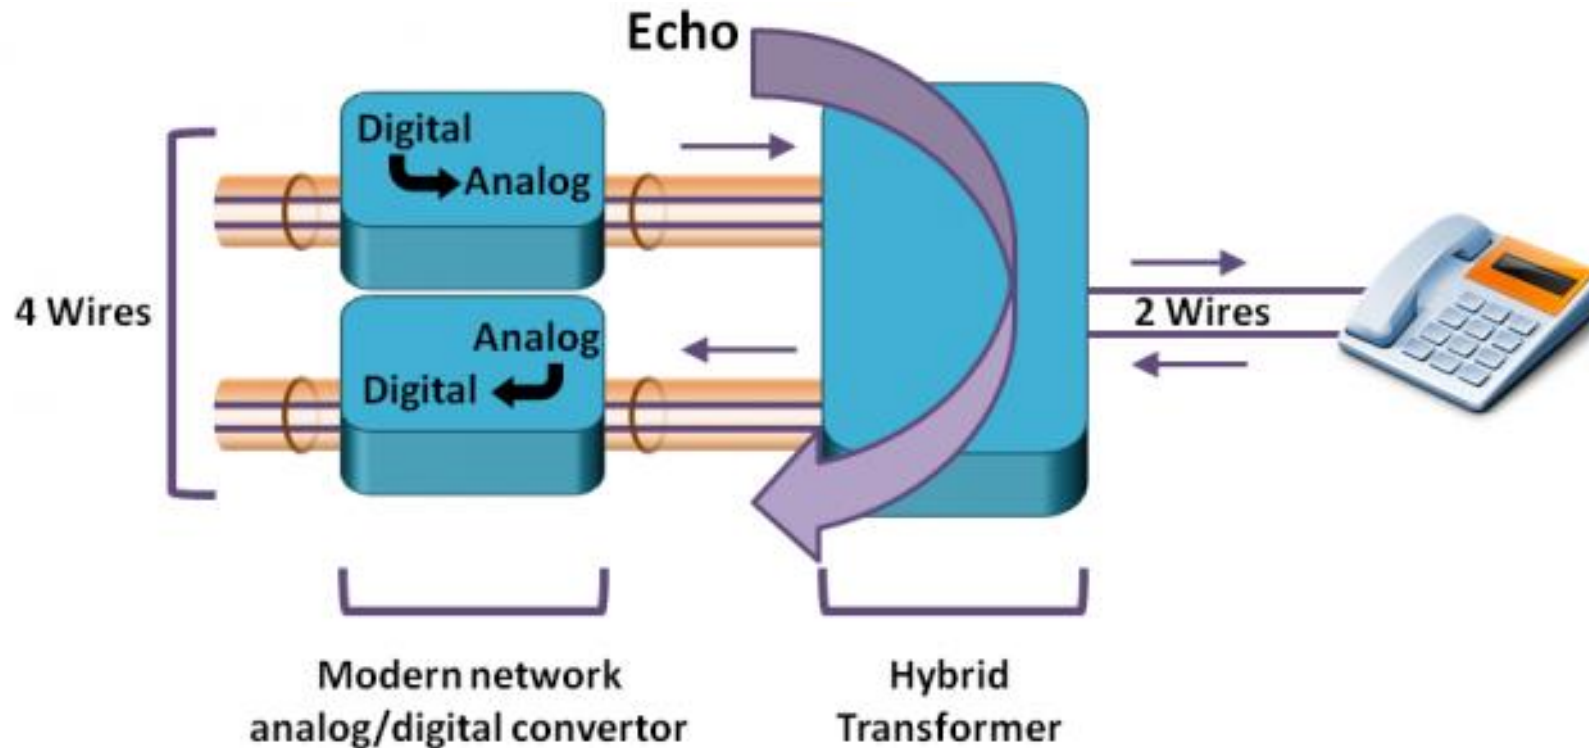 Echo
Digital
Analog
4 Wires
Analog
Digital
2 Wires
Modern network
analog/digital convertor
Hybrid
Transformer